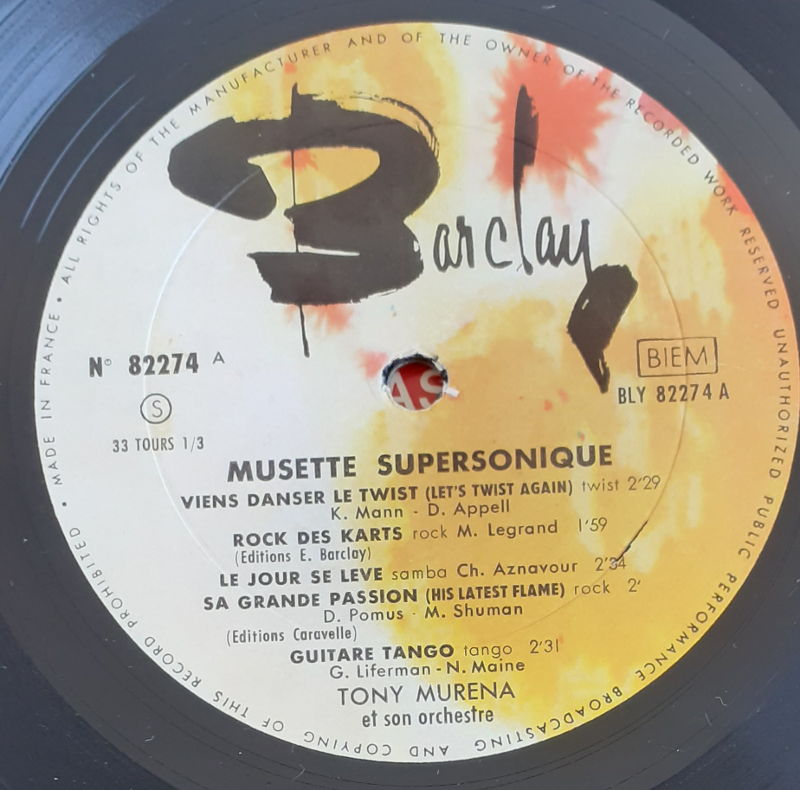 MADE IN FRANCE • ALL RIGHTS OF THE MANUFACTURER AND OF THE OWNER OF THE RECORDED WORK RESERVED UNAUTHORIZED PUBLIC PERFORMANCE BROADCASTING AND COPYING OF THIS RECORD PROHIBITED •
Barclay
N° 82274 A
S
33 TOURS 1/3
BIEM
BLY 82274 A
AS
MUSETTE SUPERSONIQUE
VIENS DANSER LE TWIST (LET'S TWIST AGAIN) twist 2'29
K. Mann - D. Appell
ROCK DES KARTS rock M. Legrand 1'59
(Editions E. Barclay)
LE JOUR SE LEVE samba Ch. Aznavour 2'34
SA GRANDE PASSION (HIS LATEST FLAME) rock 2'
D. Pomus - M. Shuman
(Editions Caravelle)
GUITARE TANGO tango 2'31
G. Liferman - N. Maine
TONY MURENA
et son orchestre